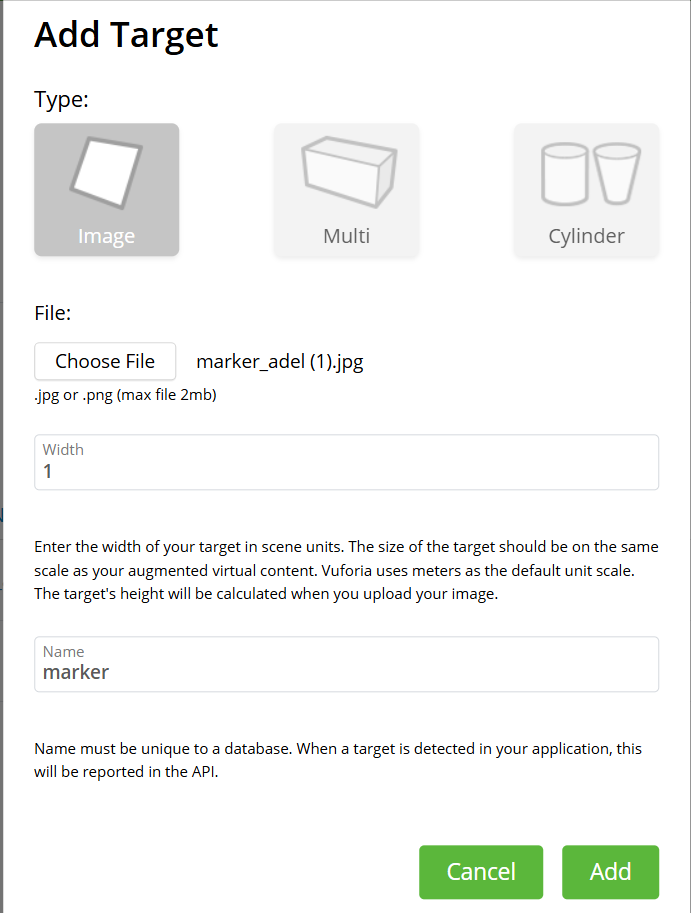 Add Target
Type:
Image
Multi
Cylinder
File:
Choose File marker_adel (1).jpg
.jpg or .png (max file 2mb)
Width
1
Enter the width of your target in scene units. The size of the target should be on the same
scale as your augmented virtual content. Vuforia uses meters as the default unit scale.
The target's height will be calculated when you upload your image.
Name
marker
Name must be unique to a database. When a target is detected in your application, this
will be reported in the API.
Cancel
Add